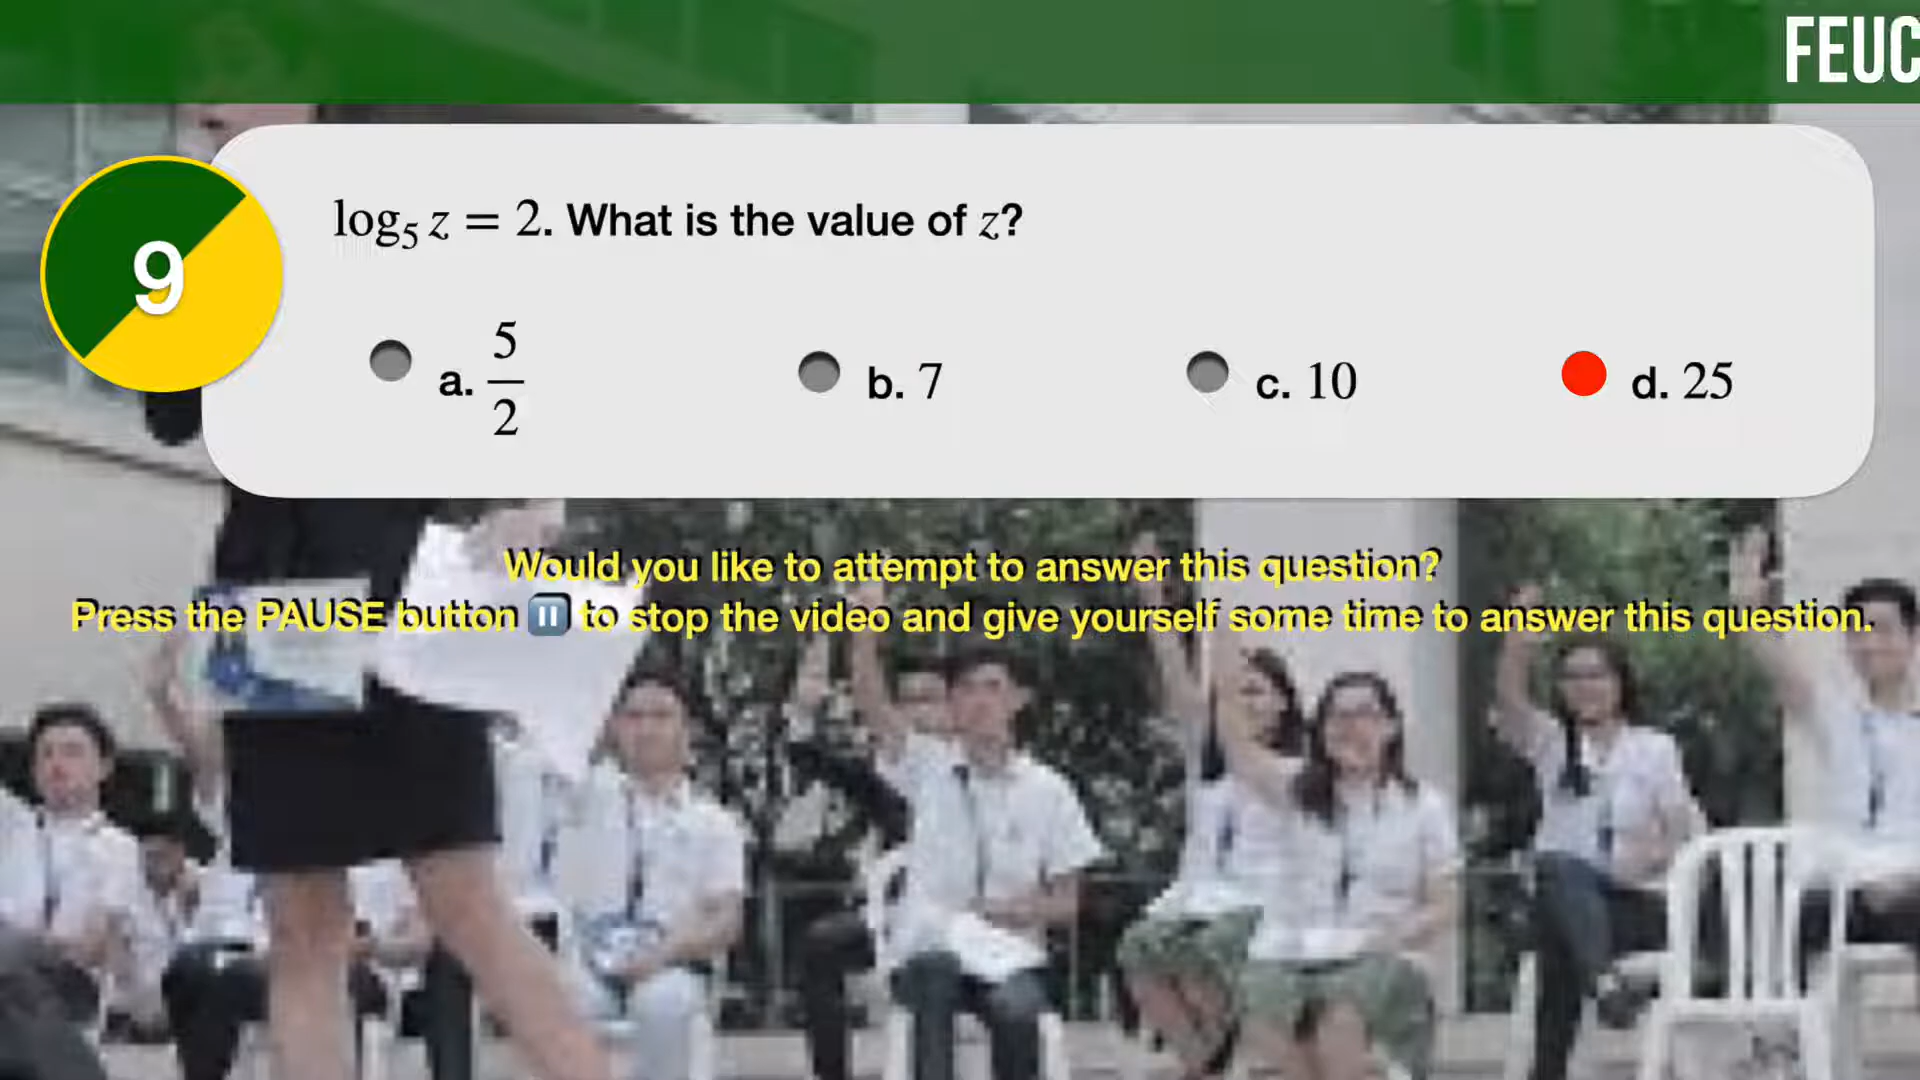 FEUC
9
log₅ z = 2. What is the value of z?
a. 5/2
b. 7
c. 10
d. 25
Would you like to attempt to answer this question?
Press the PAUSE button ⏸ to stop the video and give yourself some time to answer this question.